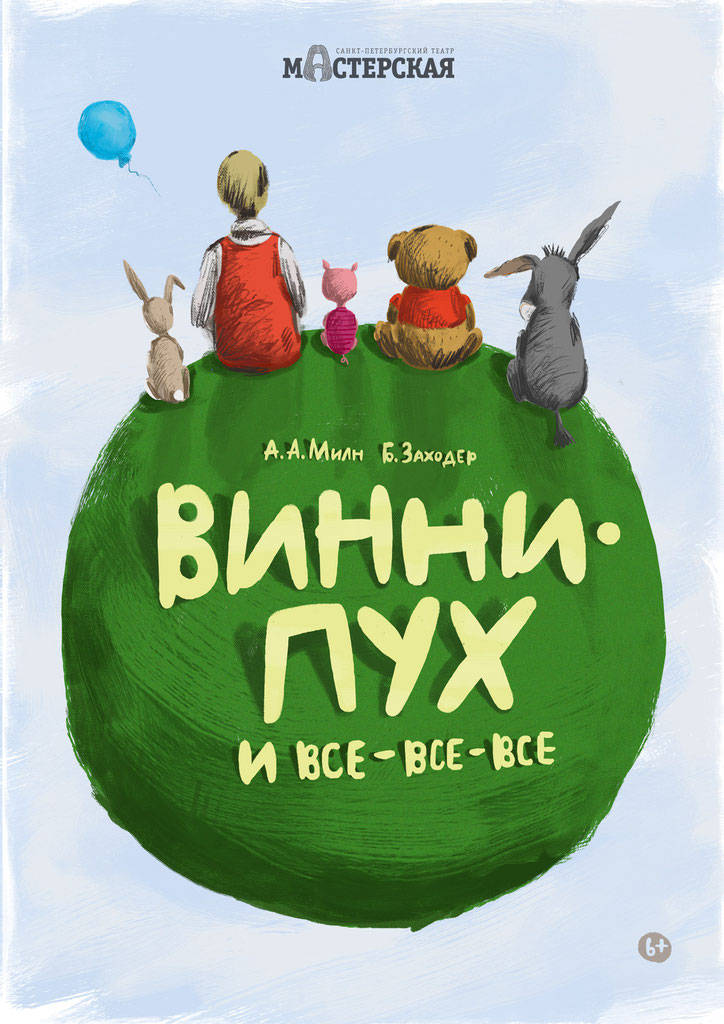 САНКТ-ПЕТЕРБУРГСКИЙ ТЕАТР
МАСТЕРСКАЯ
А.А.МИЛН Б.ЗАХОДЕР
ВИННИ-
ПУХ
И ВСЕ-ВСЕ-ВСЕ
6+